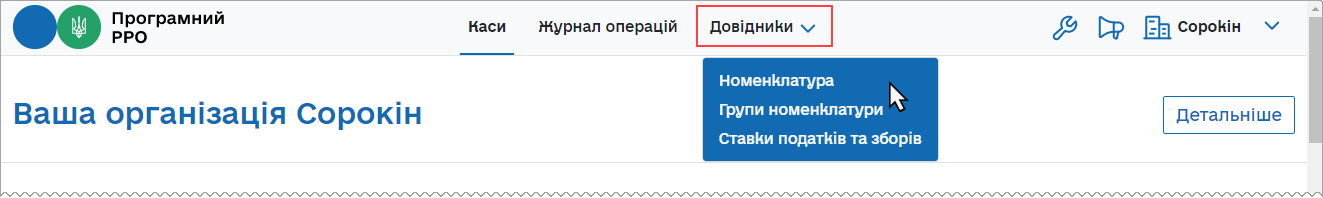 Програмний
РРО
Каси Журнал операцій Довідники Сорокін
Номенклатура
Групи номенклатури
Ставки податків та зборів
Ваша організація Сорокін
Детальніше